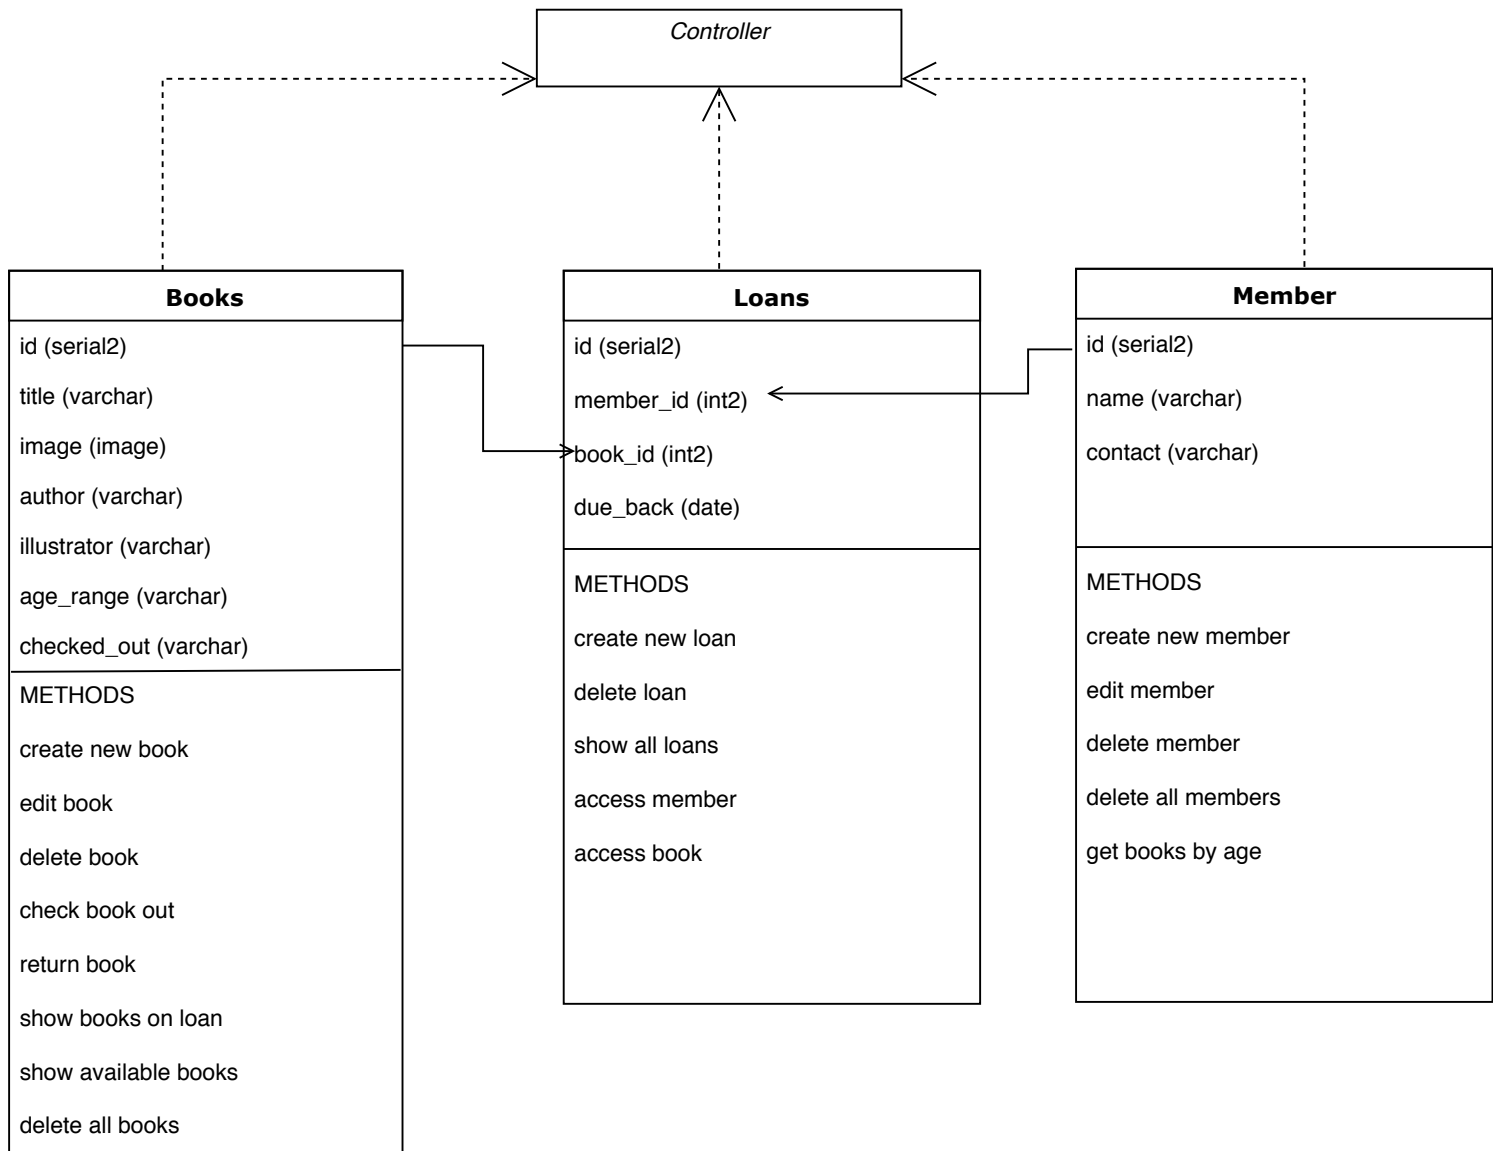 Controller
Books
id (serial2)
title (varchar)
image (image)
author (varchar)
illustrator (varchar)
age_range (varchar)
checked_out (varchar)
METHODS
create new book
edit book
delete book
check book out
return book
show books on loan
show available books
delete all books
Loans
id (serial2)
member_id (int2)
book_id (int2)
due_back (date)
METHODS
create new loan
delete loan
show all loans
access member
access book
Member
id (serial2)
name (varchar)
contact (varchar)
METHODS
create new member
edit member
delete member
delete all members
get books by age